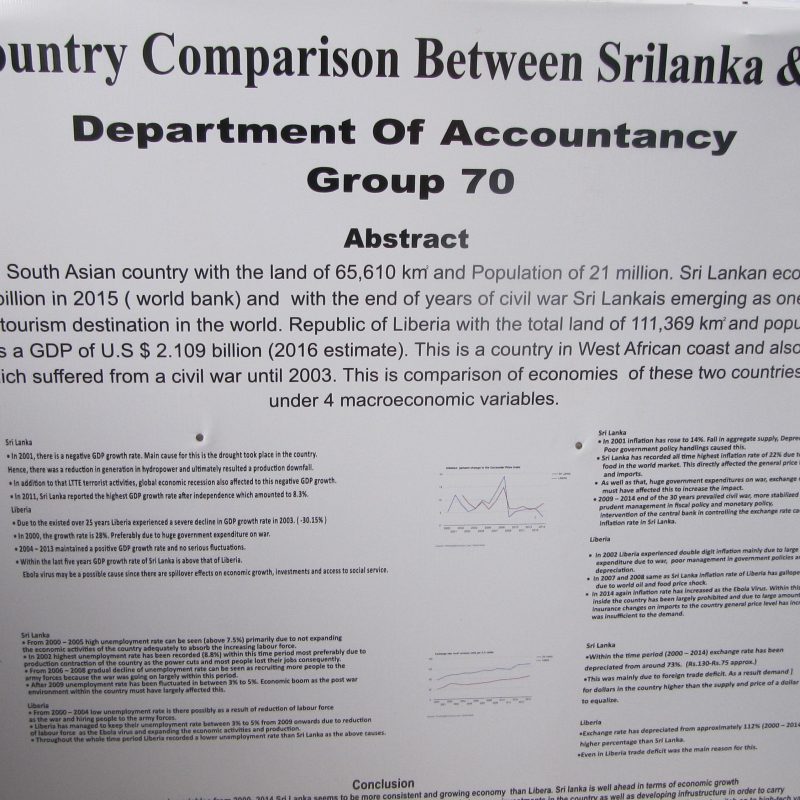 ountry Comparison Between Srilanka &
Department Of Accountancy
Group 70
Abstract
South Asian country with the land of 65,610 km² and Population of 21 million. Sri Lankan eco
billion in 2015 ( world bank) and with the end of years of civil war Sri Lankais emerging as one
tourism destination in the world. Republic of Liberia with the total land of 111,369 km² and popu
s a GDP of U.S $ 2.109 billion (2016 estimate). This is a country in West African coast and also
ich suffered from a civil war until 2003. This is comparison of economies of these two countries
under 4 macroeconomic variables.
Sri Lanka
• In 2001, there is a negative GDP growth rate. Main cause for this is the drought took place in the country.
Hence, there was a reduction in generation in hydropower and ultimately resulted a production downfall.
• In addition to that LTTE terrorist activities, global economic recession also affected to this negative GDP growth.
• In 2011, Sri Lanka reported the highest GDP growth rate after independence which amounted to 8.3%.
Liberia
• Due to the existed over 25 years Liberia experienced a severe decline in GDP growth rate in 2003. ( -30.15% )
• In 2000, the growth rate is 28%. Preferably due to huge government expenditure on war.
• 2004 – 2013 maintained a positive GDP growth rate and no serious fluctuations.
• Within the last five years GDP growth rate of Sri Lanka is above that of Liberia.
Ebola virus may be a possible cause since there are spillover effects on economic growth, investments and access to social service.
Sri Lanka
• In 2001 inflation has rose to 14%. Fall in aggregate supply, Depre
Poor government policy handlings caused this.
• Sri Lanka has recorded all time highest inflation rate of 22% due to
food in the world market. This directly affected the general price
and imports.
• As well as that, huge government expenditures on war, exchange
must have affected this to increase the impact.
• 2009 – 2014 end of the 30 years prevailed civil war, more stabilized
prudent management in fiscal policy and monetary policy,
intervention of the central bank in controlling the exchange rate ca
inflation rate in Sri Lanka.
Liberia
• In 2002 Liberia experienced double digit inflation mainly due to large
expenditure due to war, poor management in government policies a
depreciation.
• In 2007 and 2008 same as Sri Lanka inflation rate of Liberia has gallop
due to world oil and food price shock.
• In 2014 again inflation rate has increased as the Ebola Virus. Within this
inside the country has been largely prohibited and due to large amoun
insurance changes on imports to the country general price level has incr
was insufficient to the demand.
Sri Lanka
• From 2000 – 2005 high unemployment rate can be seen (above 7.5%) primarily due to not expanding
the economic activities of the country adequately to absorb the increasing labour force.
• In 2002 highest unemployment rate has been recorded (8.8%) within this time period most preferably due to
production contraction of the country as the power cuts and most people lost their jobs consequently.
• From 2006 – 2008 gradual decline of unemployment rate can be seen as recruiting more people to the
army forces because the war was going on largely within this period.
• After 2009 unemployment rate has been fluctuated in between 3% to 5%. Economic boom as the post war
environment within the country must have largely affected this.
Liberia
• From 2000 – 2004 low unemployment rate is there possibly as a result of reduction of labour force
as the war and hiring people to the army forces.
• Liberia has managed to keep their unemployment rate between 3% to 5% from 2009 onwards due to reduction
of labour force as the Ebola virus and expanding the economic activities and production.
• Throughout the whole time period Liberia recorded a lower unemployment rate than Sri Lanka as the above causes.
Sri Lanka
•Within the time period (2000 – 2014) exchange rate has been
depreciated from around 73%. (Rs.130-Rs.75 approx.)
•This was mainly due to foreign trade deficit. As a result demand
for dollars in the country higher than the supply and price of a dollar
to equalize.
Liberia
•Exchange rate has depreciated from approximately 112% (2000 – 2014
higher percentage than Sri Lanka.
•Even in Liberia trade deficit was the main reason for this.
Conclusion
2000, 2014 Sri Lanka seems to be more consistent and growing economy than Libera. Sri lanka is well ahead in terms of economic growth